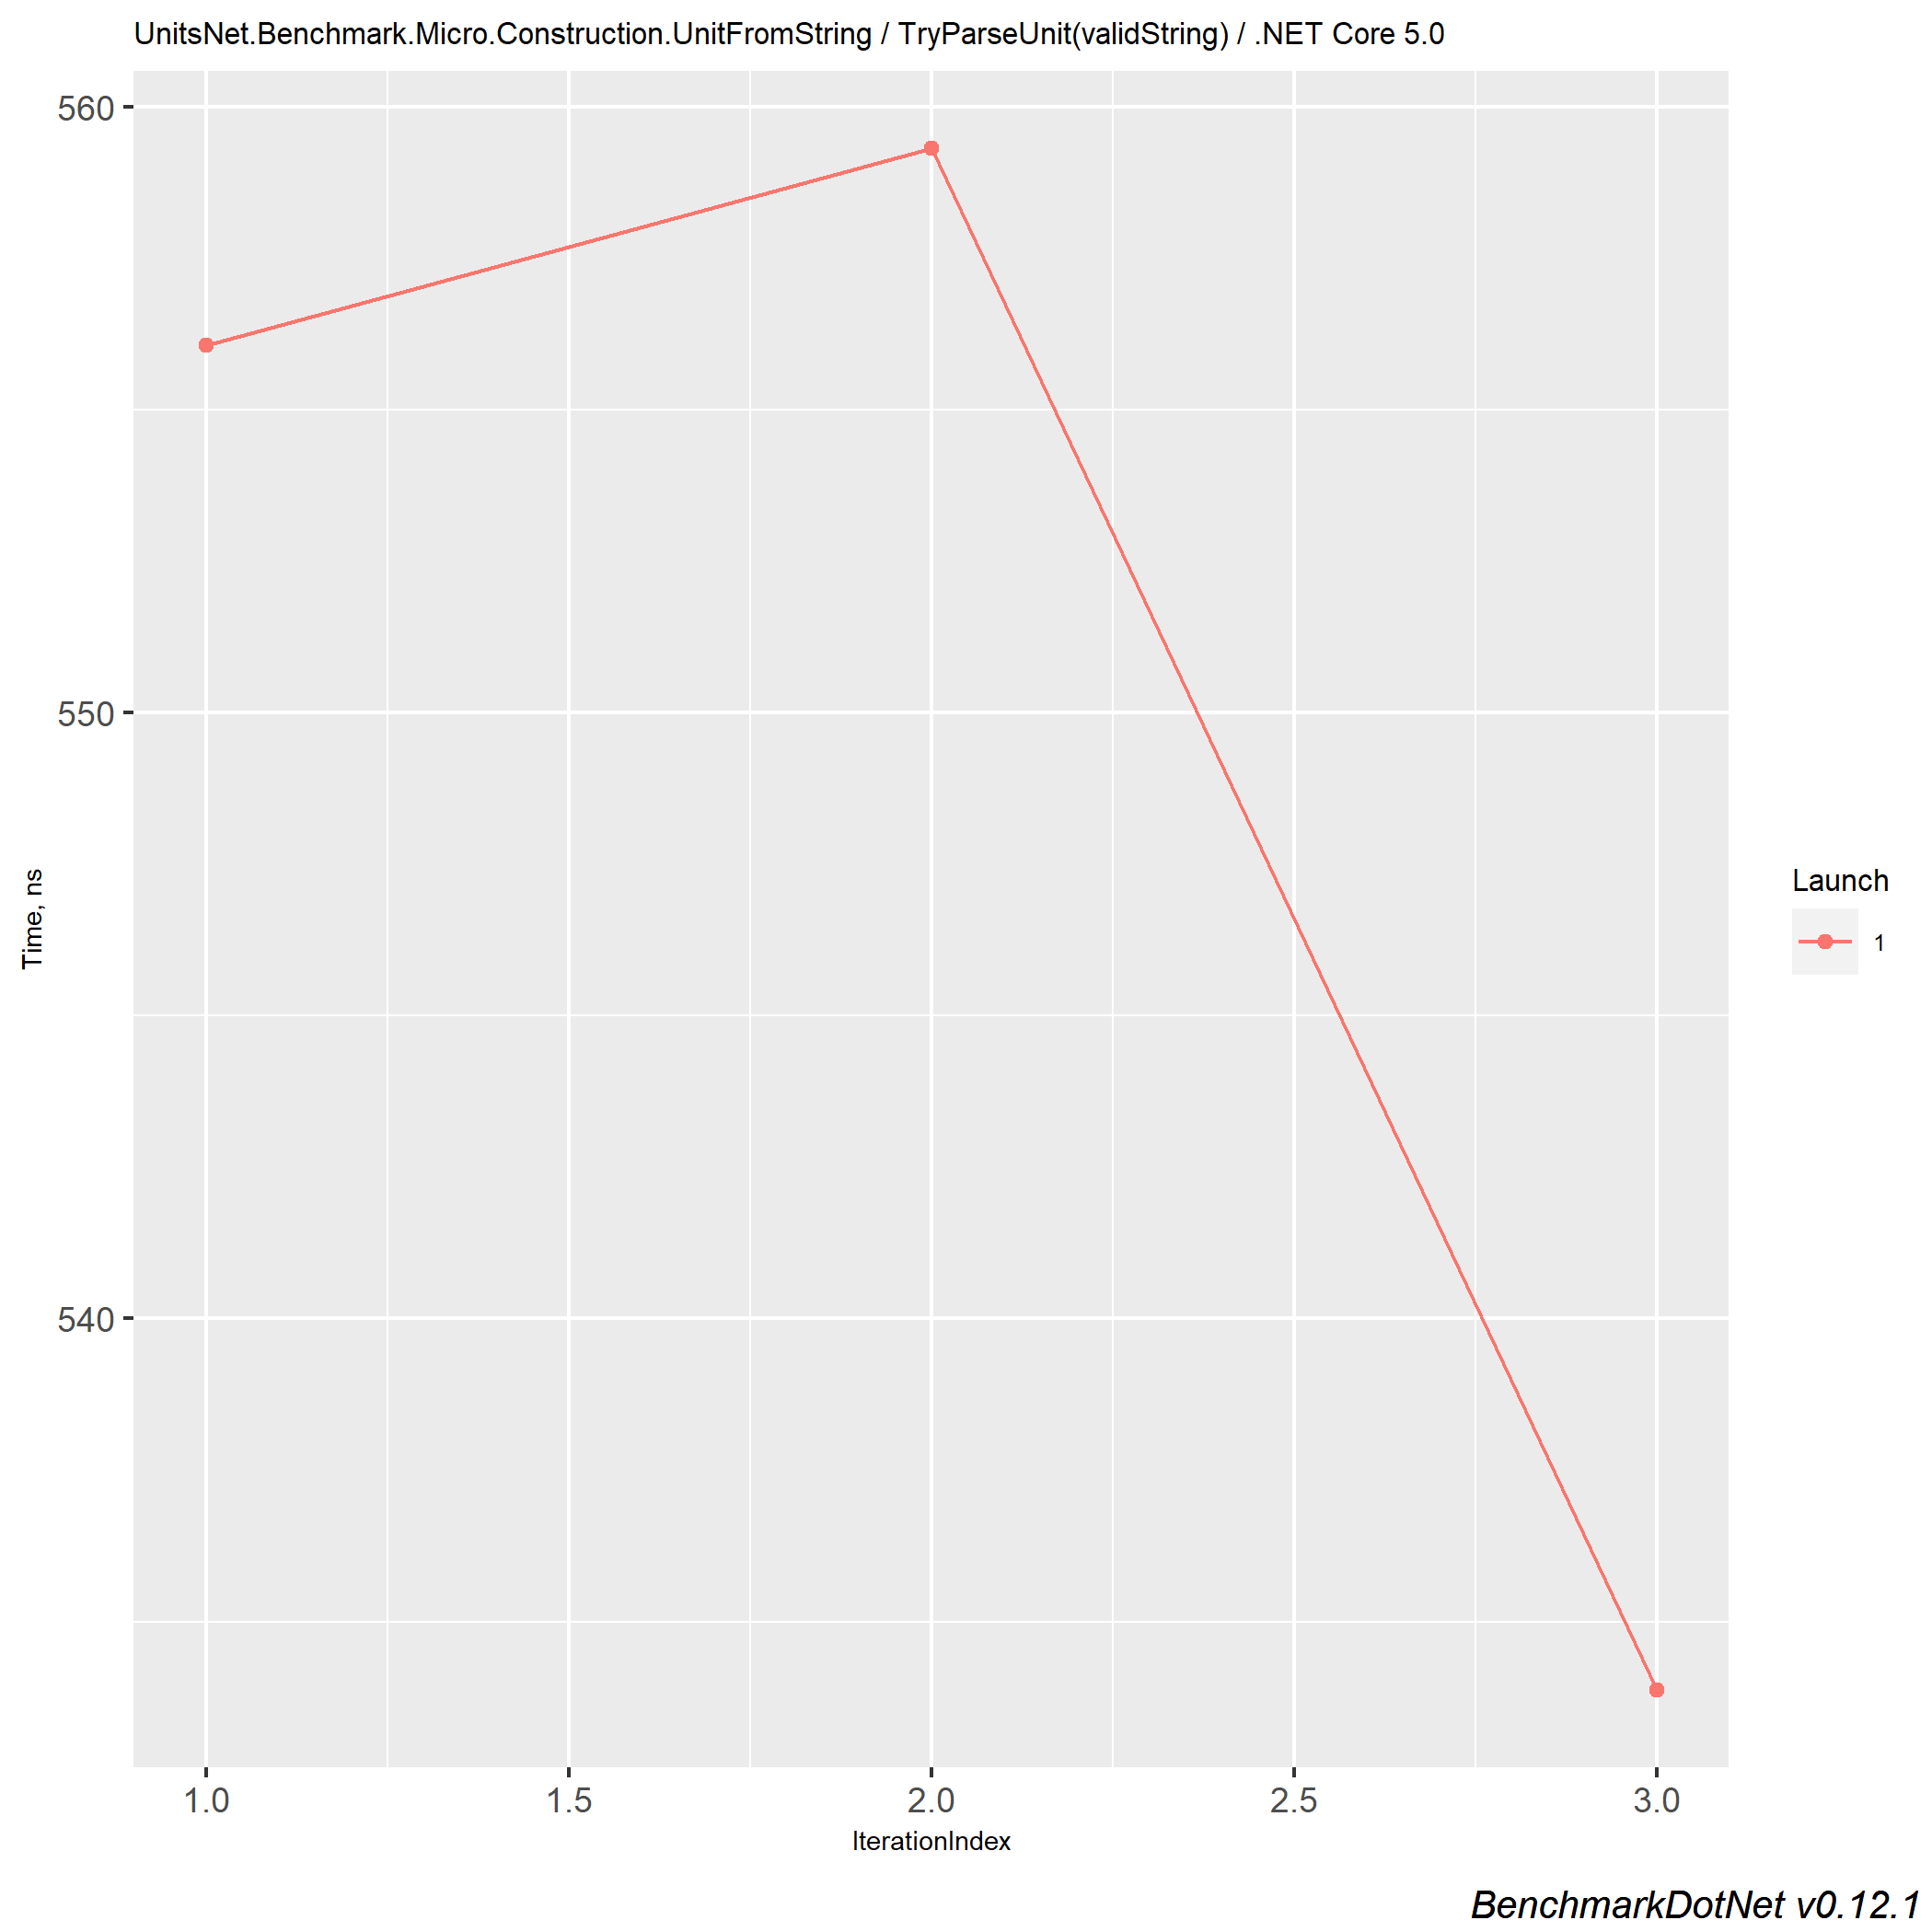 UnitsNet.Benchmark.Micro.Construction.UnitFromString / TryParseUnit(validString) / .NET Core 5.0
560
550
540
Time, ns
1.0 1.5 2.0 2.5 3.0
IterationIndex
Launch
1
BenchmarkDotNet v0.12.1